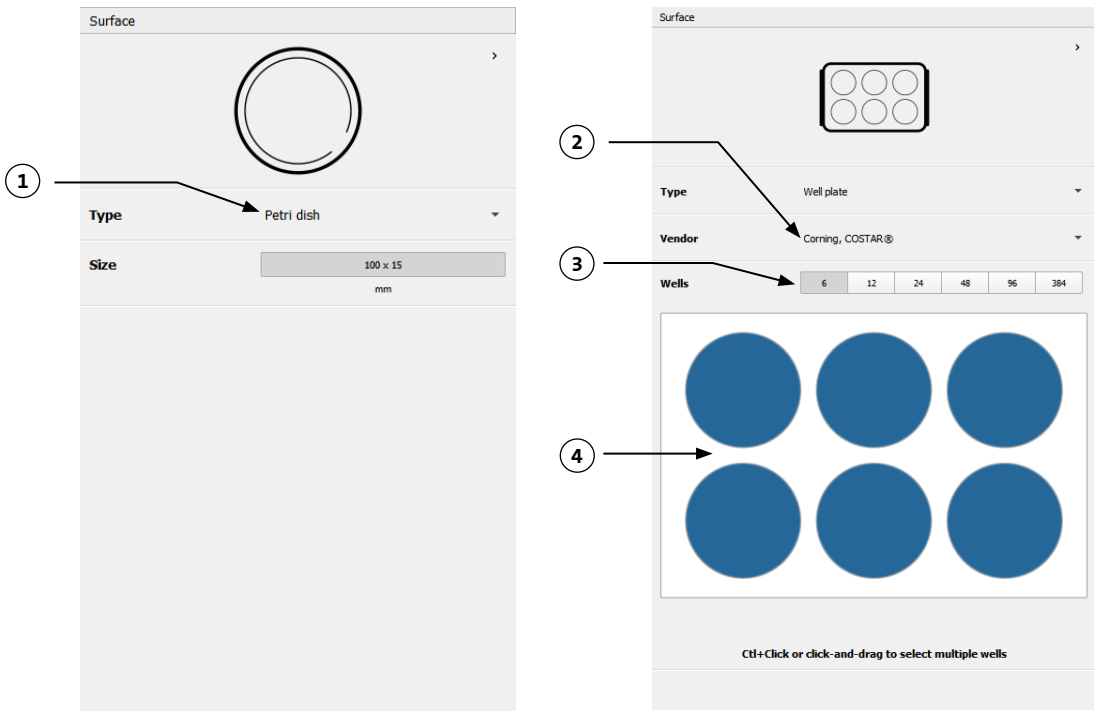 Surface
>
1
Type
Petri dish
Size
100 x 15
mm
Surface
>
2
Type
Well plate
Vendor
Corning, COSTAR®
3
Wells
6 12 24 48 96 384
4
Ctl+Click or click-and-drag to select multiple wells